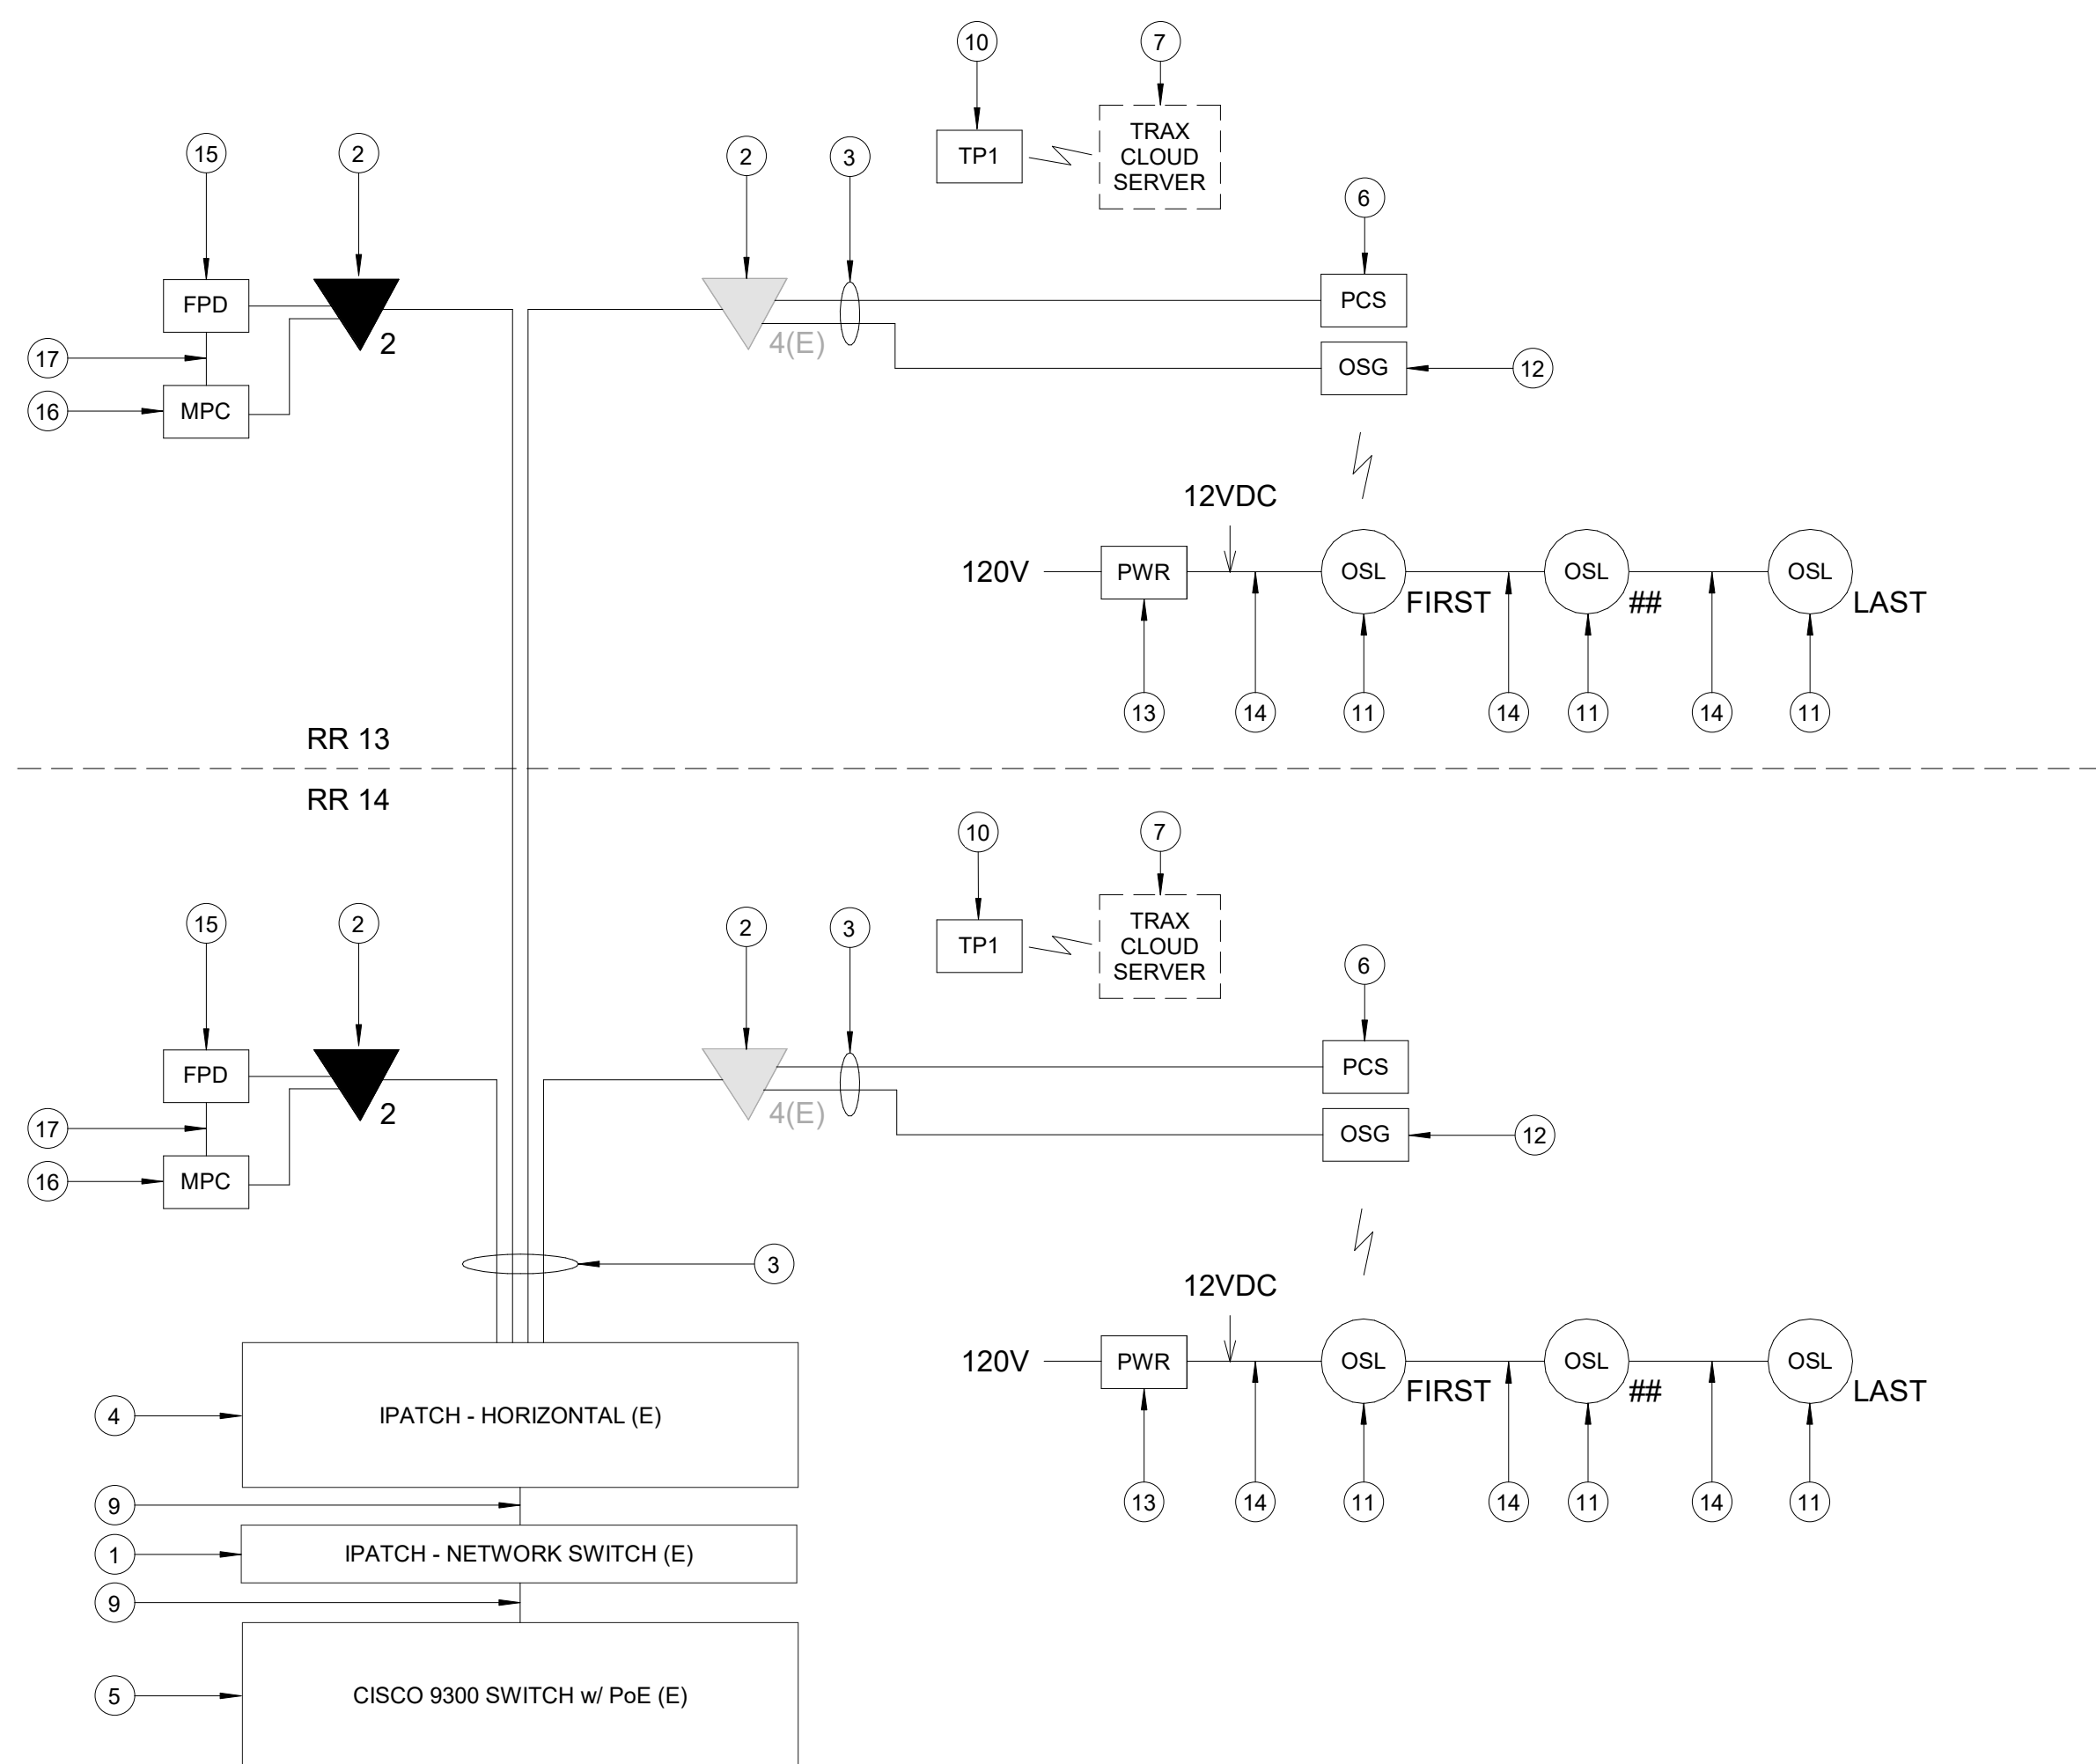 10
7
TRAX
CLOUD
SERVER
TP1
15
2
2
3
6
FPD
2
4(E)
PCS
17
OSG
12
16
MPC
12VDC
120V
PWR
OSL
FIRST
OSL
##
OSL
LAST
13
14
11
14
11
14
11
RR 13
RR 14
10
7
TRAX
CLOUD
SERVER
TP1
15
2
2
3
6
FPD
2
4(E)
PCS
17
OSG
12
16
MPC
3
12VDC
120V
PWR
OSL
FIRST
OSL
##
OSL
LAST
13
14
11
14
11
14
11
4
IPATCH - HORIZONTAL (E)
9
1
IPATCH - NETWORK SWITCH (E)
9
5
CISCO 9300 SWITCH w/ PoE (E)